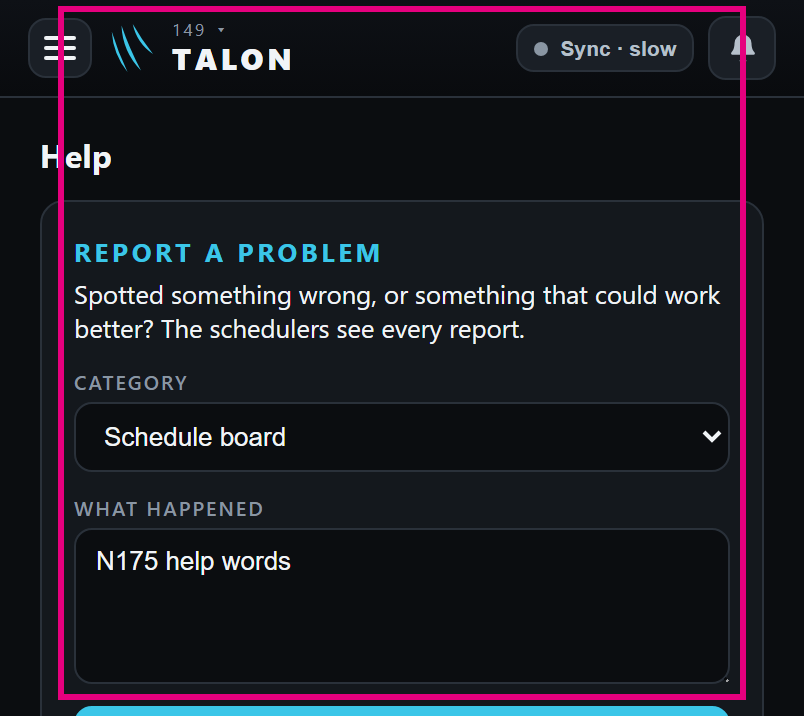 149
TALON
Sync · slow
Help
REPORT A PROBLEM
Spotted something wrong, or something that could work
better? The schedulers see every report.
CATEGORY
Schedule board
WHAT HAPPENED
N175 help words